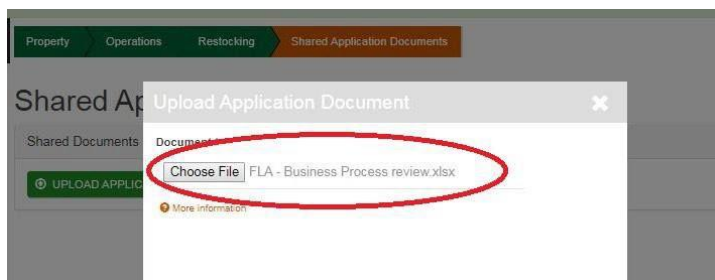 Property Operations Restocking Shared Application Documents
Shared Ap
Upload Application Document
Shared Documents
Document
Choose File FLA - Business Process review.xlsx
UPLOAD APPLIC
More information